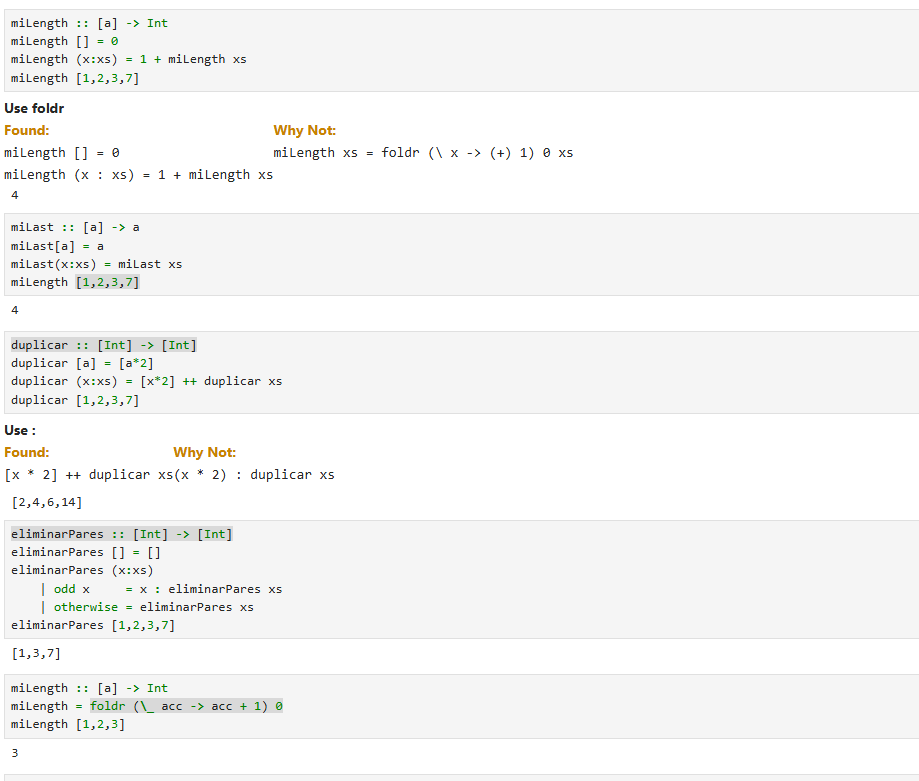 miLength :: [a] -> Int
miLength [] = 0
miLength (x:xs) = 1 + miLength xs
miLength [1,2,3,7]
Use foldr
Found: Why Not:
miLength [] = 0 miLength xs = foldr (\ x -> (+) 1) 0 xs
miLength (x : xs) = 1 + miLength xs
4
miLast :: [a] -> a
miLast[a] = a
miLast(x:xs) = miLast xs
miLength [1,2,3,7]
4
duplicar :: [Int] -> [Int]
duplicar [a] = [a*2]
duplicar (x:xs) = [x*2] ++ duplicar xs
duplicar [1,2,3,7]
Use :
Found: Why Not:
[x * 2] ++ duplicar xs(x * 2) : duplicar xs
[2,4,6,14]
eliminarPares :: [Int] -> [Int]
eliminarPares [] = []
eliminarPares (x:xs)
    | odd x     = x : eliminarPares xs
    | otherwise = eliminarPares xs
eliminarPares [1,2,3,7]
[1,3,7]
miLength :: [a] -> Int
miLength = foldr (\_ acc -> acc + 1) 0
miLength [1,2,3]
3